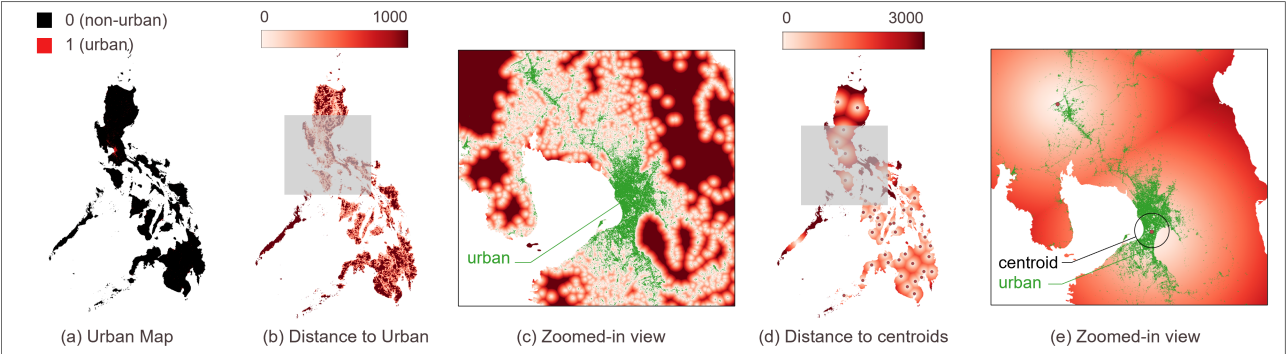 0 (non-urban)
1 (urban)
0 1000
0 3000
urban
centroid
urban
(a) Urban Map
(b) Distance to Urban
(c) Zoomed-in view
(d) Distance to centroids
(e) Zoomed-in view